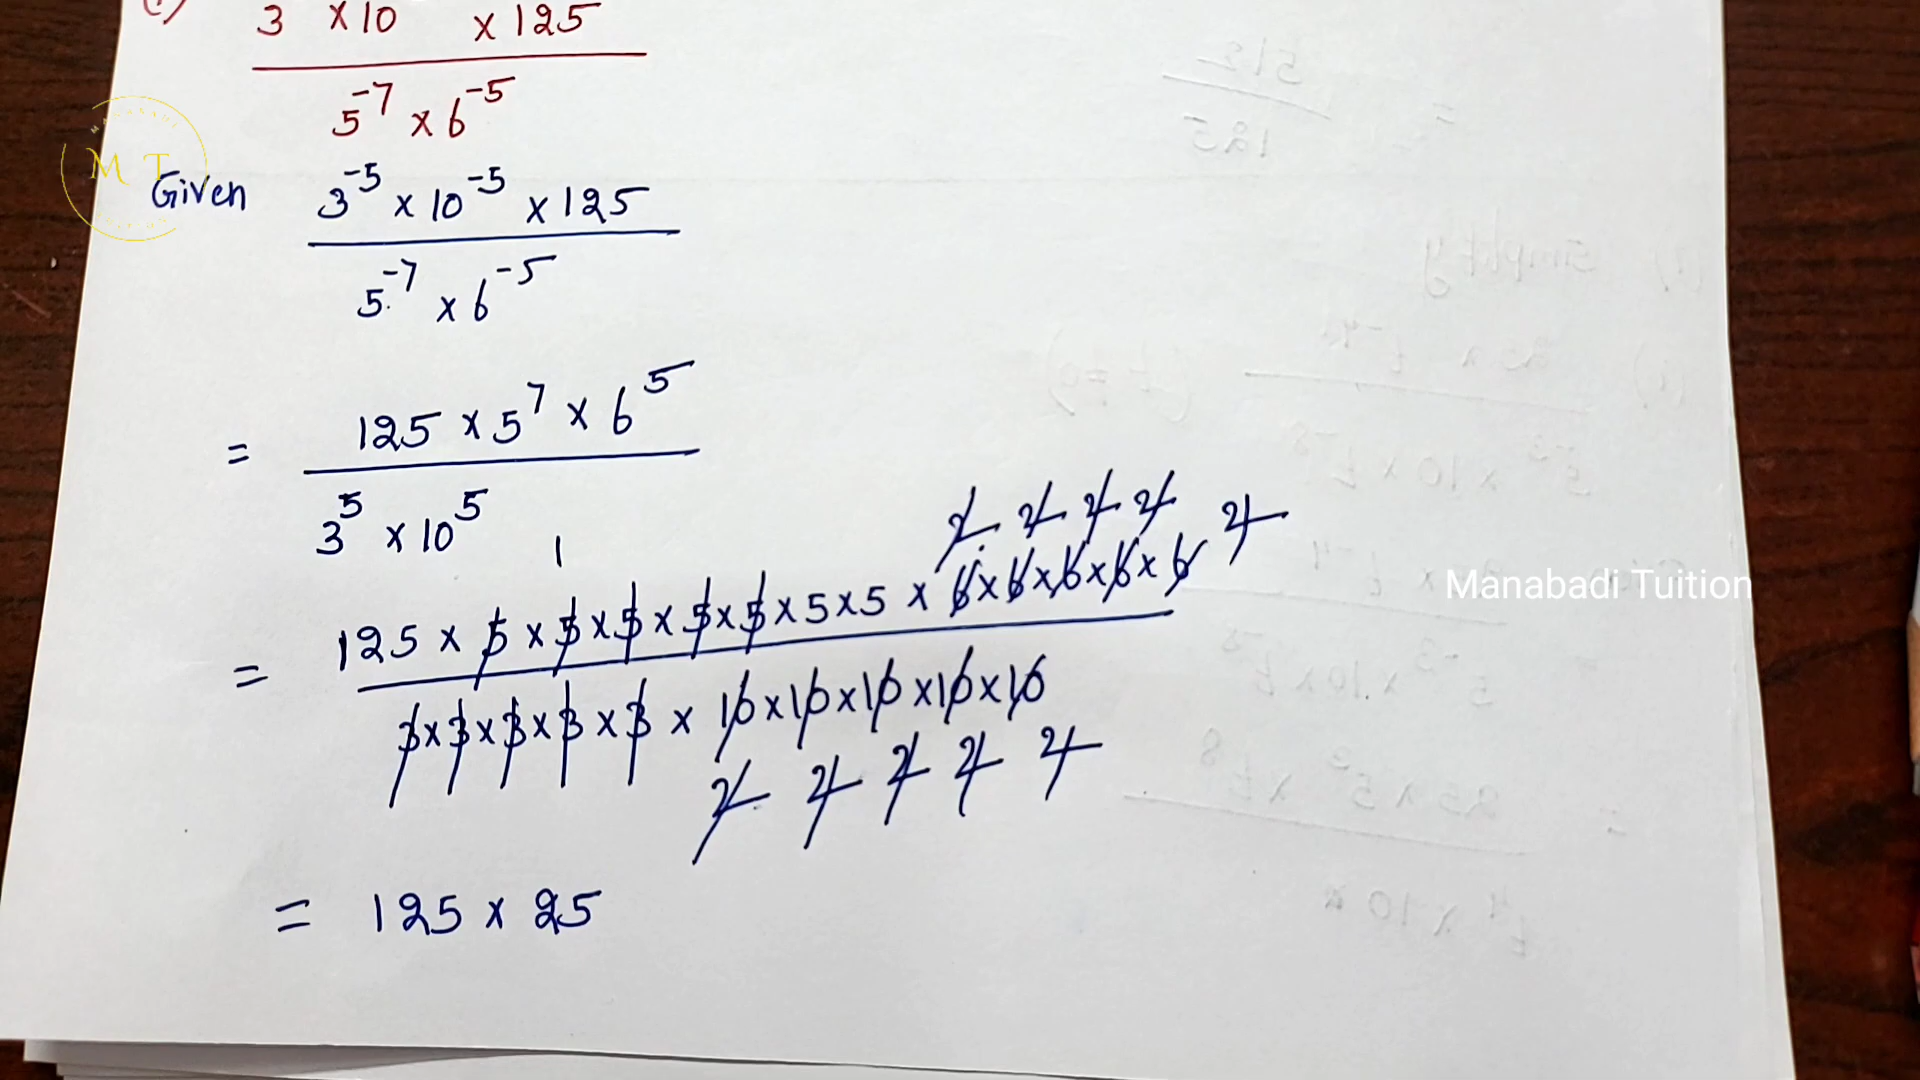 3 × 10 × 125
5⁻⁷ × 6⁻⁵
M T
Given 3⁻⁵ × 10⁻⁵ × 125
5⁻⁷ × 6⁻⁵
= 125 × 5⁷ × 6⁵
3⁵ × 10⁵
1
2 2 2 2 2
= 125 × 5 × 5 × 5 × 5 × 5 × 5 × 5 × 6 × 6 × 6 × 6 × 6
3 × 3 × 3 × 3 × 3 × 10 × 10 × 10 × 10 × 10
2 2 2 2 2
= 125 × 25
Manabadi Tuition